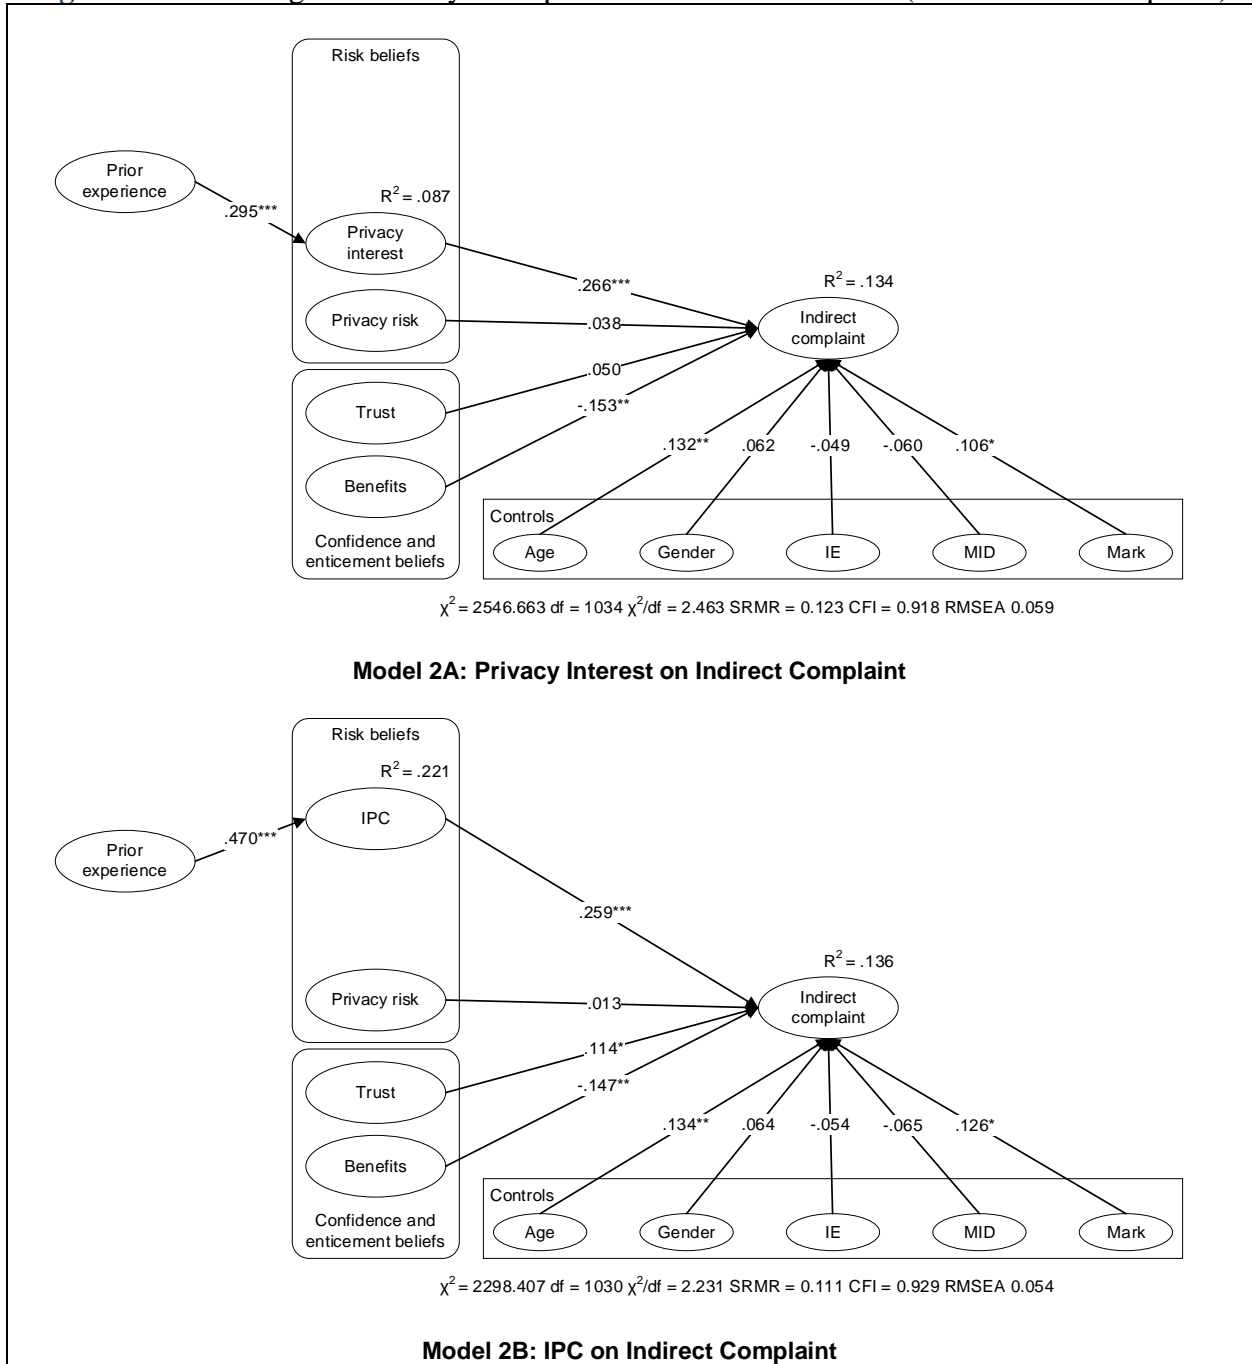 Risk beliefs
Prior
experience
R2 = .087
.295***
Privacy
interest
.266***
R2 = .134
Privacy risk
.038
Indirect
complaint
.050
Trust
-.153**
.132**
.062
-.049
-.060
.106*
Benefits
Controls
Confidence and
enticement beliefs
Age
Gender
IE
MID
Mark
χ2 = 2546.663 df = 1034 χ2/df = 2.463 SRMR = 0.123 CFI = 0.918 RMSEA 0.059
Model 2A: Privacy Interest on Indirect Complaint
Risk beliefs
R2 = .221
IPC
.470***
Prior
experience
.259***
R2 = .136
Privacy risk
.013
Indirect
complaint
.114*
Trust
-.147**
.134**
.064
-.054
-.065
.126*
Benefits
Controls
Confidence and
enticement beliefs
Age
Gender
IE
MID
Mark
χ2 = 2298.407 df = 1030 χ2/df = 2.231 SRMR = 0.111 CFI = 0.929 RMSEA 0.054
Model 2B: IPC on Indirect Complaint